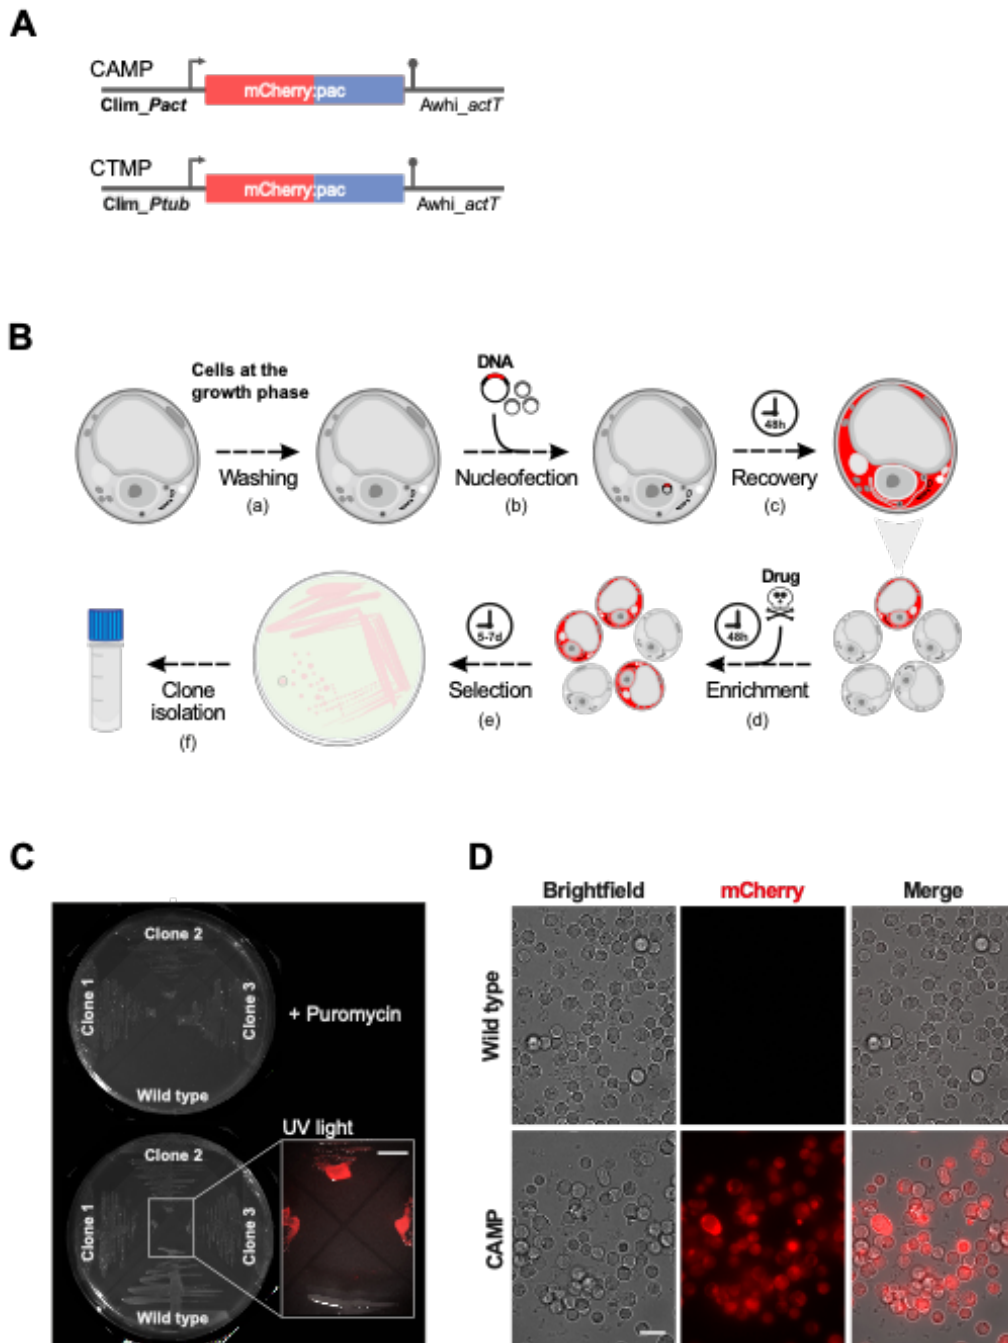 A
CAMP
mCherry:pac
Clim_Pact
Awhi_actT
CTMP
mCherry:pac
Clim_Ptub
Awhi_actT
B
Cells at the
growth phase
DNA
48h
Washing
Nucleofection
Recovery
(a)
(b)
(c)
Drug
5-7d
48h
Clone
isolation
Selection
Enrichment
(f)
(e)
(d)
C
Clone 2
Clone 1
Clone 3
+ Puromycin
Wild type
UV light
Clone 2
Clone 1
Clone 3
Wild type
D
Brightfield
mCherry
Merge
Wild type
CAMP